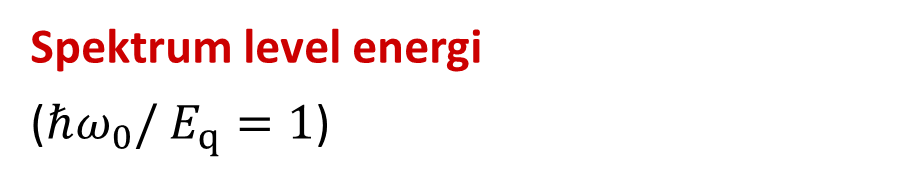 Spektrum level energi
(ℏω₀/ E_q = 1)